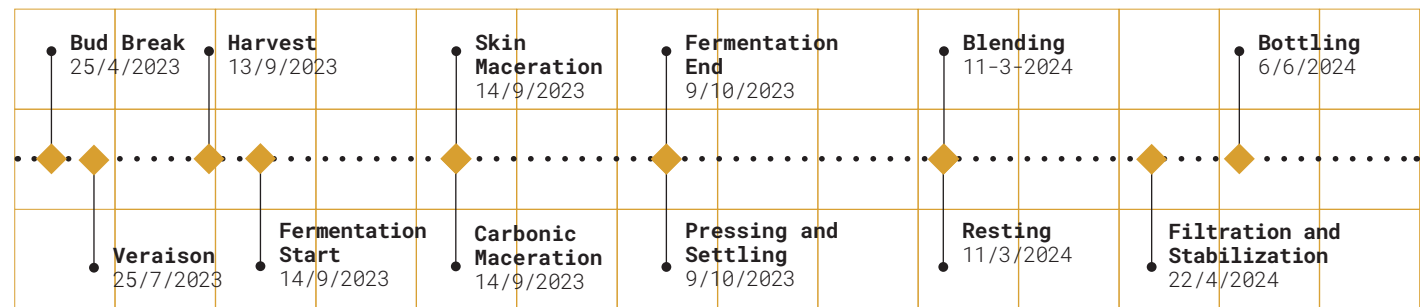 Bud Break
25/4/2023
Harvest
13/9/2023
Skin
Maceration
14/9/2023
Fermentation
End
9/10/2023
Blending
11-3-2024
Bottling
6/6/2024
Veraison
25/7/2023
Fermentation
Start
14/9/2023
Carbonic
Maceration
14/9/2023
Pressing and
Settling
9/10/2023
Resting
11/3/2024
Filtration and
Stabilization
22/4/2024